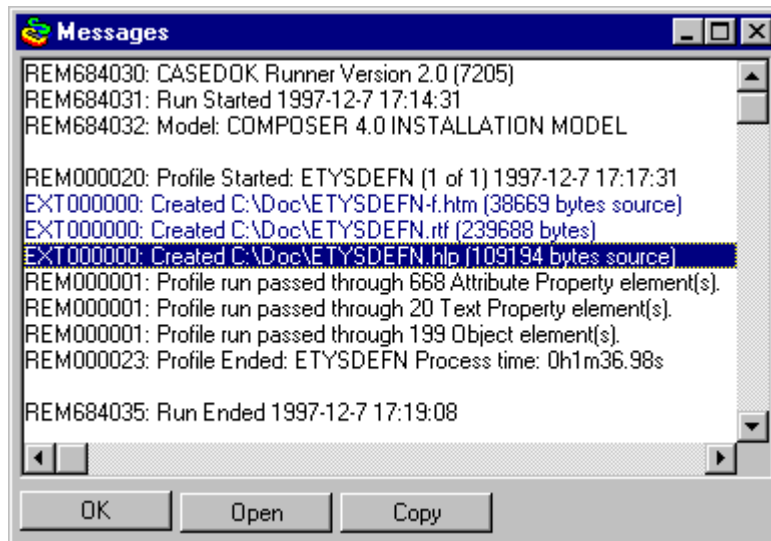 Messages
REM684030: CASEDOK Runner Version 2.0 (7205)
REM684031: Run Started 1997-12-7 17:14:31
REM684032: Model: COMPOSER 4.0 INSTALLATION MODEL
REM000020: Profile Started: ETYSDEFN (1 of 1) 1997-12-7 17:17:31
EXT000000: Created C:\Doc\ETYSDEFN-f.htm (38669 bytes source)
EXT000000: Created C:\Doc\ETYSDEFN.rtf (239688 bytes)
EXT000000: Created C:\Doc\ETYSDEFN.hlp (109194 bytes source)
REM000001: Profile run passed through 668 Attribute Property element(s).
REM000001: Profile run passed through 20 Text Property element(s).
REM000001: Profile run passed through 199 Object element(s).
REM000023: Profile Ended: ETYSDEFN Process time: 0h1m36.98s
REM684035: Run Ended 1997-12-7 17:19:08
OK Open Copy